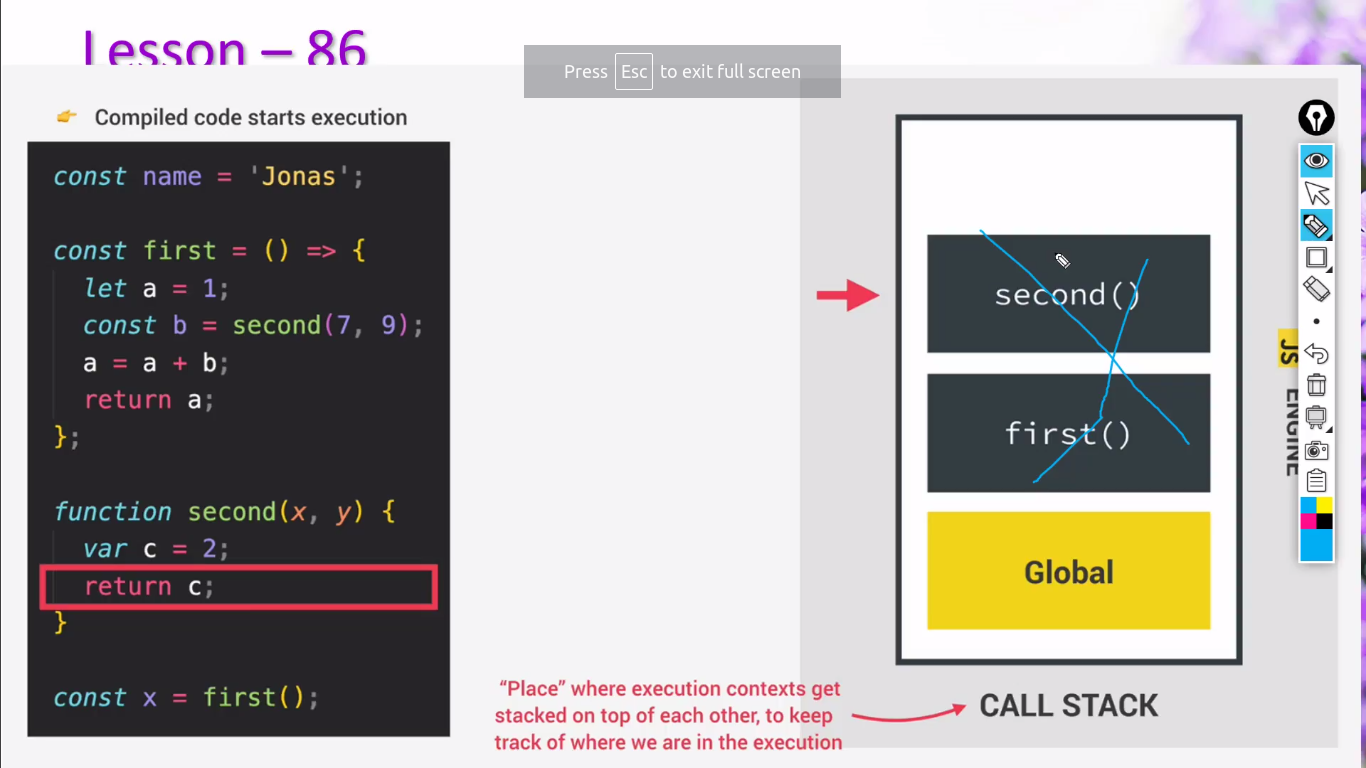 Lesson – 86
Press Esc to exit full screen
Compiled code starts execution
const name = 'Jonas';
const first = () => {
let a = 1;
const b = second(7, 9);
a = a + b;
return a;
};
function second(x, y) {
var c = 2;
return c;
}
const x = first();
second()
first()
Global
CALL STACK
“Place” where execution contexts get
stacked on top of each other, to keep
track of where we are in the execution
JS
ENGINE